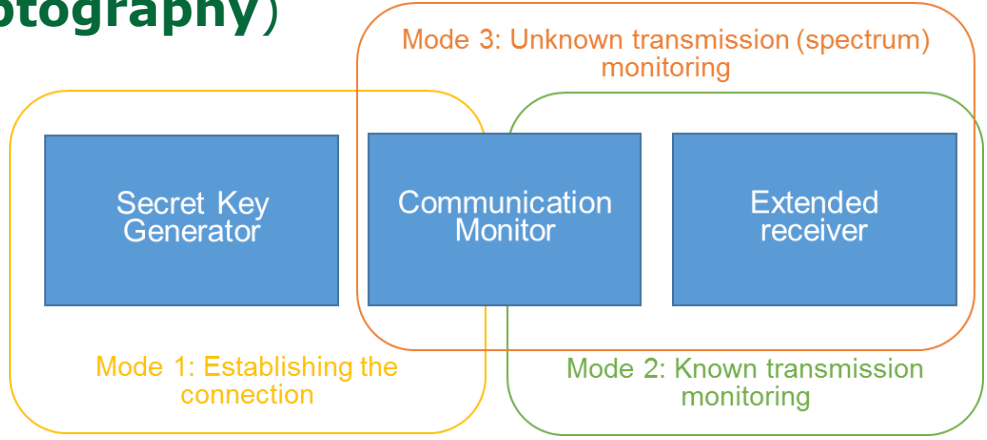 ptography)
Mode 3: Unknown transmission (spectrum)
monitoring
Secret Key
Generator
Communication
Monitor
Extended
receiver
Mode 1: Establishing the
connection
Mode 2: Known transmission
monitoring